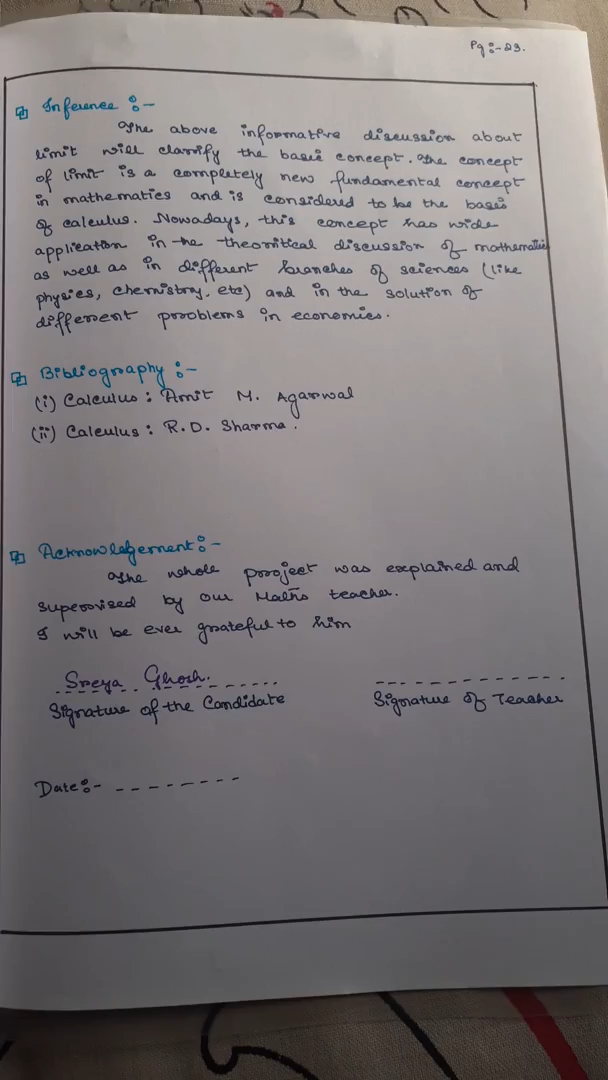 Pg:-23.
Inference :-
The above informative discussion about
limit will clarify the basic concept. The concept
of limit is a completely new fundamental concept
in mathematics and is considered to be the bases
of calculus. Nowadays, this concept has wide
application in the theoritical discussion of mathematics
as well as in different branches of sciences (like
physics, chemistry, etc) and in the solution of
different problems in economics.
Bibliography :-
(i) Calculus : Amit M. Agarwal
(ii) Calculus : R.D. Sharma.
Acknowlegement :-
The whole project was explained and
supervised by our Maths teacher.
I will be ever grateful to him
Sreya Ghosh.
Signature of the Candidate Signature of Teacher
Date :- ---------